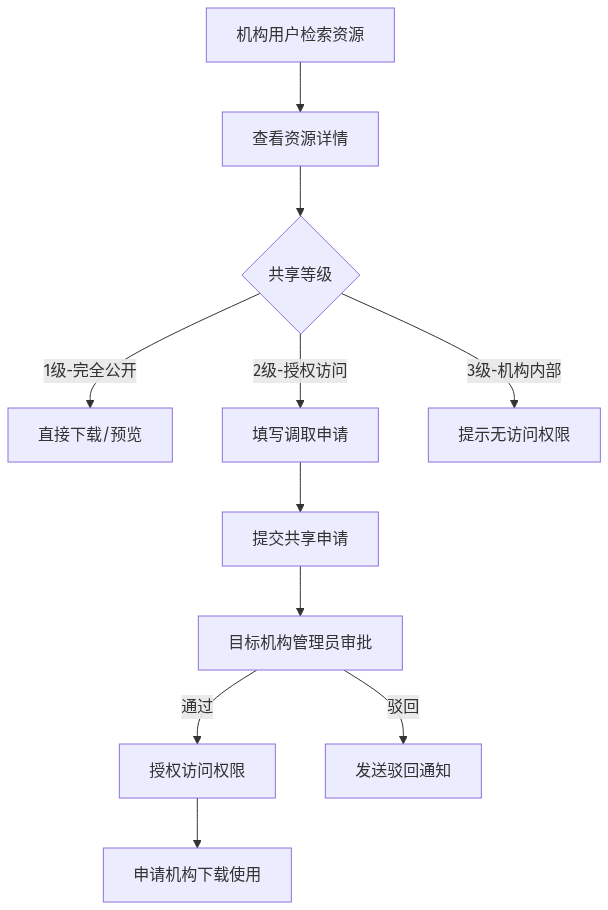 机构用户检索资源
查看资源详情
共享等级
1级-完全公开
2级-授权访问
3级-机构内部
直接下载/预览
填写调取申请
提示无访问权限
提交共享申请
目标机构管理员审批
通过
驳回
授权访问权限
发送驳回通知
申请机构下载使用